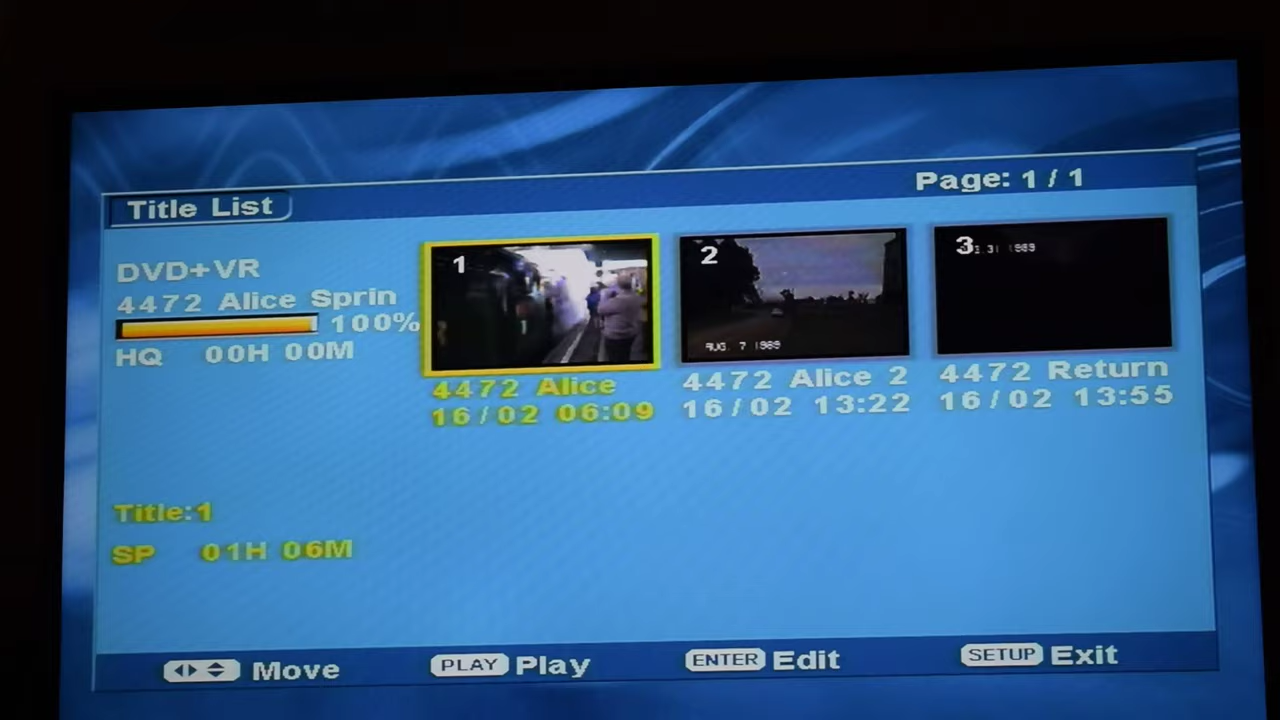 Page: 1 / 1
Title List
DVD+VR
4472 Alice Sprin
100%
HQ 00H 00M
1
2
3
.31 1989
AUG. 7 1989
4472 Alice
16/02 06:09
4472 Alice 2
16/02 13:22
4472 Return
16/02 13:55
Title:1
SP 01H 06M
Move
PLAY Play
ENTER Edit
SETUP Exit